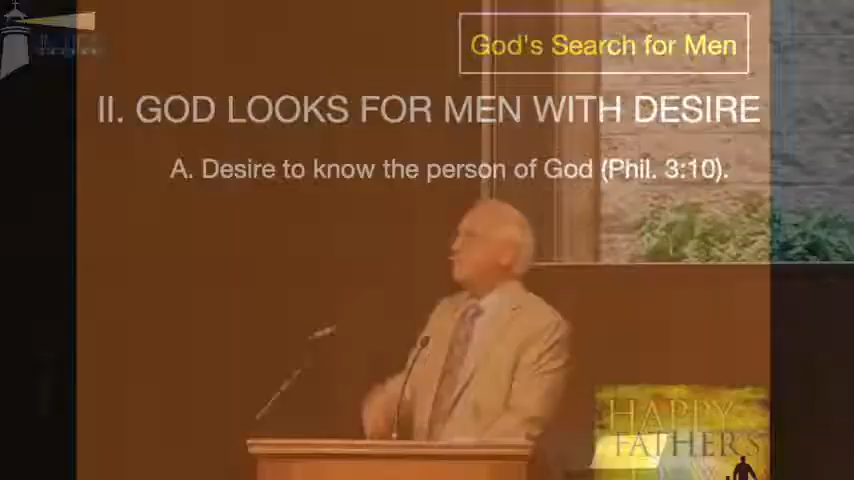 God's Search for Men
II. GOD LOOKS FOR MEN WITH DESIRE
A. Desire to know the person of God (Phil. 3:10).
HAPPY
FATHER'S